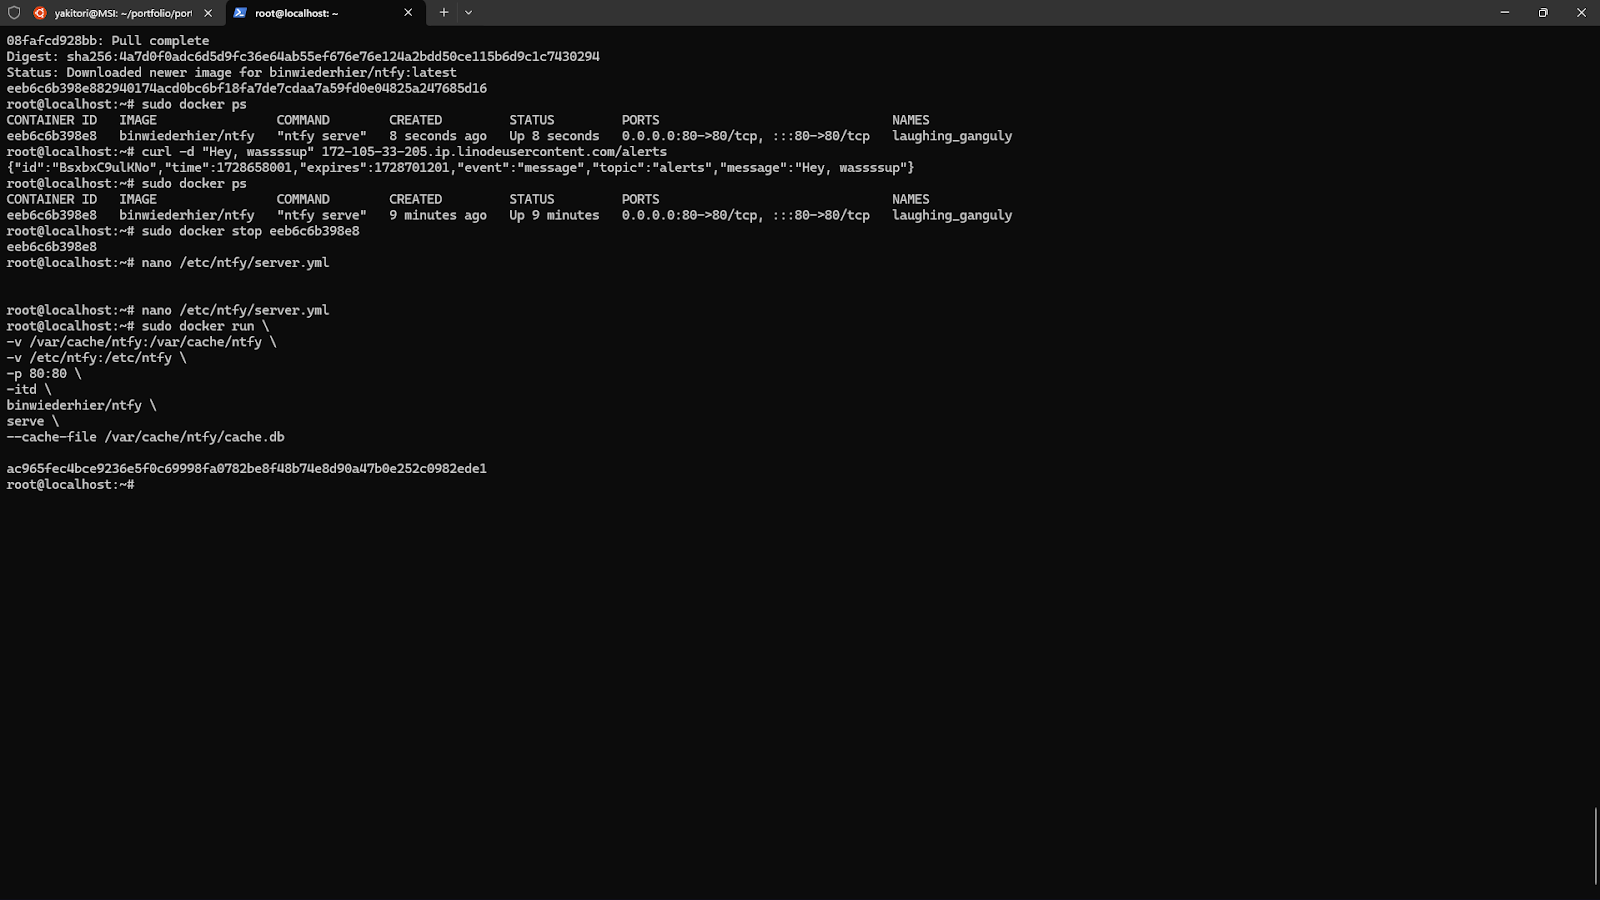 yakitori@MSI: ~/portfolio/port
root@localhost: ~
08fafcd928bb: Pull complete
Digest: sha256:4a7d0f0adc6d5d9fc36e64ab55ef676e76e124a2bdd50ce115b6d9c1c7430294
Status: Downloaded newer image for binwiederhier/ntfy:latest
eeb6c6b398e882940174acd0bc6bf18fa7de7cdaa7a59fd0e04825a247685d16
root@localhost:~# sudo docker ps
CONTAINER ID   IMAGE                COMMAND        CREATED         STATUS         PORTS                               NAMES
eeb6c6b398e8   binwiederhier/ntfy   "ntfy serve"   8 seconds ago   Up 8 seconds   0.0.0.0:80->80/tcp, :::80->80/tcp   laughing_ganguly
root@localhost:~# curl -d "Hey, wassssup" 172-105-33-205.ip.linodeusercontent.com/alerts
{"id":"BsxbxC9ulKNo","time":1728658001,"expires":1728701201,"event":"message","topic":"alerts","message":"Hey, wassssup"}
root@localhost:~# sudo docker ps
CONTAINER ID   IMAGE                COMMAND        CREATED         STATUS         PORTS                               NAMES
eeb6c6b398e8   binwiederhier/ntfy   "ntfy serve"   9 minutes ago   Up 9 minutes   0.0.0.0:80->80/tcp, :::80->80/tcp   laughing_ganguly
root@localhost:~# sudo docker stop eeb6c6b398e8
eeb6c6b398e8
root@localhost:~# nano /etc/ntfy/server.yml
root@localhost:~# nano /etc/ntfy/server.yml
root@localhost:~# sudo docker run \
-v /var/cache/ntfy:/var/cache/ntfy \
-v /etc/ntfy:/etc/ntfy \
-p 80:80 \
-itd \
binwiederhier/ntfy \
serve \
--cache-file /var/cache/ntfy/cache.db
ac965fec4bce9236e5f0c69998fa0782be8f48b74e8d90a47b0e252c0982ede1
root@localhost:~#